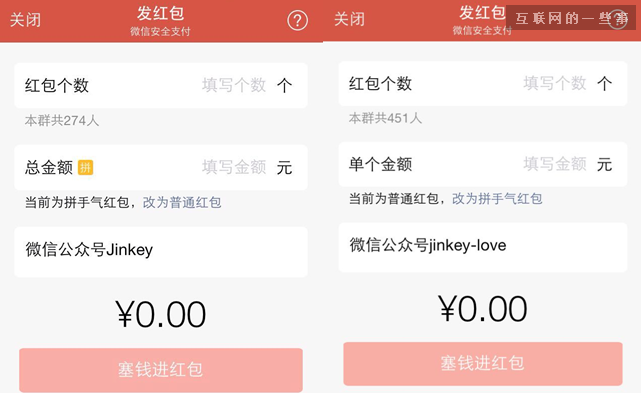 关闭
发红包
微信安全支付
?
红包个数 填写个数 个
本群共274人
总金额 拼 填写金额 元
当前为拼手气红包，改为普通红包
微信公众号Jinkey
¥0.00
塞钱进红包
关闭
发红包
微信安全支付
互联网的一些事
红包个数 填写个数 个
本群共451人
单个金额 填写金额 元
当前为普通红包，改为拼手气红包
微信公众号jinkey-love
¥0.00
塞钱进红包